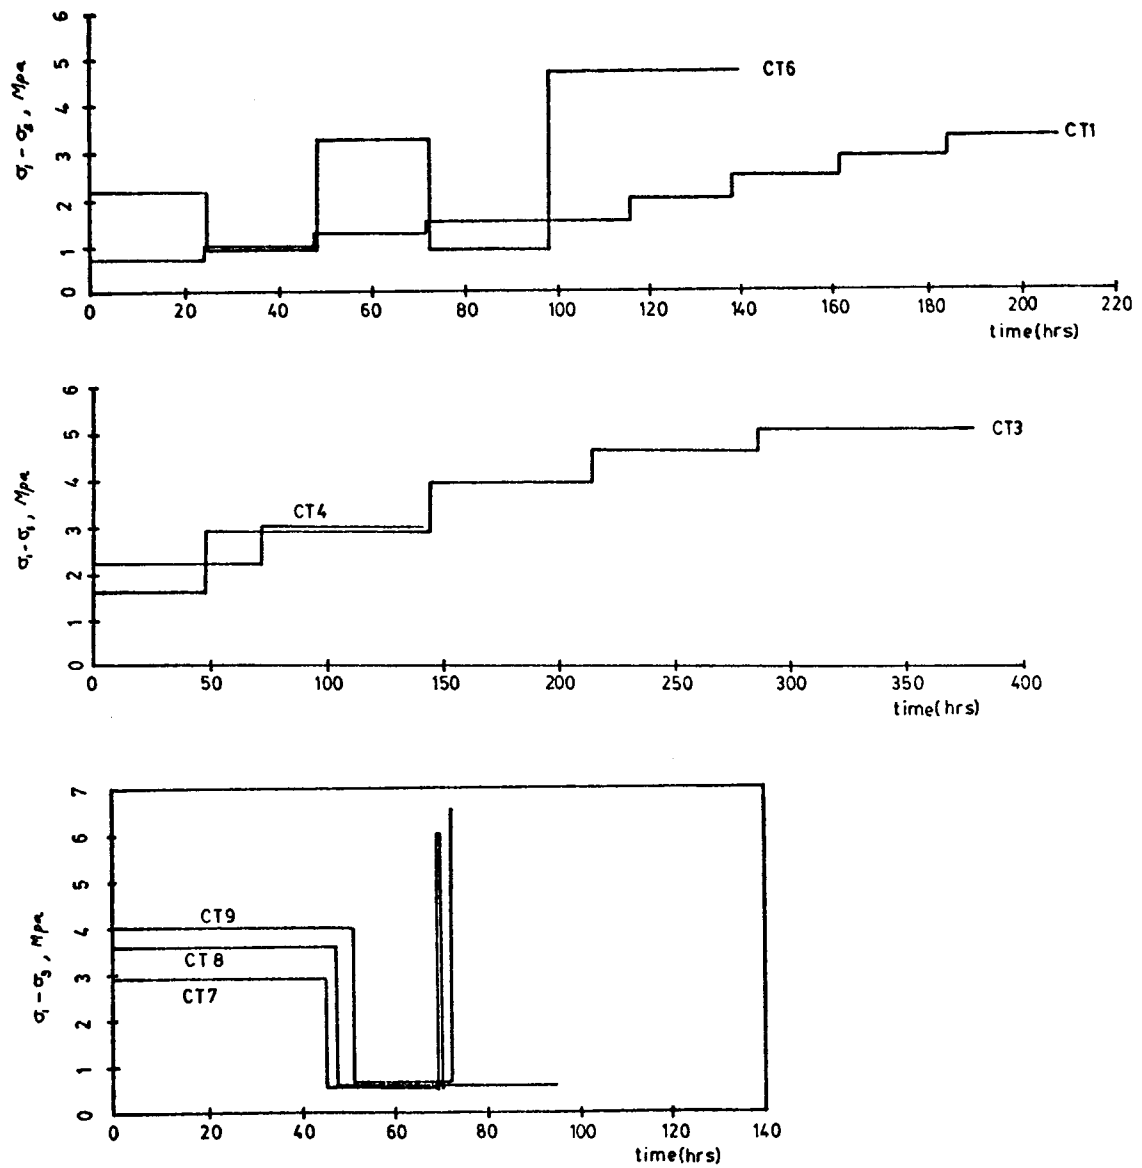 σ₁ - σ₃ , Mpa
6
5
4
3
2
1
0
CT6
CT1
0 20 40 60 80 100 120 140 160 180 200 220
time(hrs)
σ₁ - σ₃ , Mpa
6
5
4
3
2
1
0
CT3
CT4
0 50 100 150 200 250 300 350 400
time(hrs)
σ₁ - σ₃ , Mpa
7
6
5
4
3
2
1
0
CT9
CT8
CT7
0 20 40 60 80 100 120 140
time(hrs)